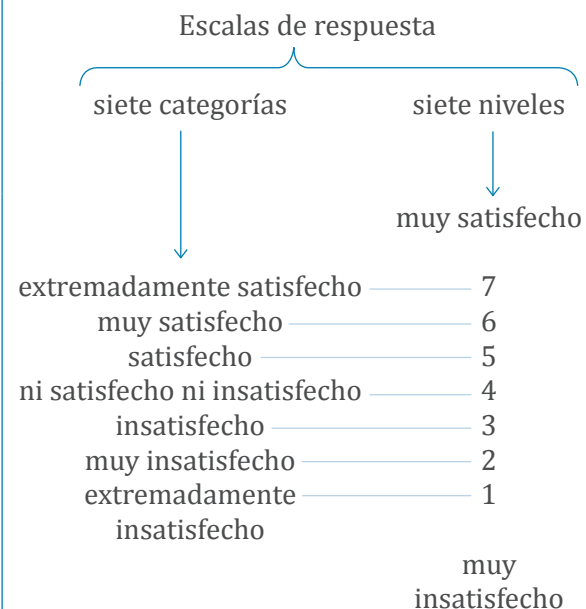 Escalas de respuesta
siete categorías siete niveles
muy satisfecho
extremadamente satisfecho 7
muy satisfecho 6
satisfecho 5
ni satisfecho ni insatisfecho 4
insatisfecho 3
muy insatisfecho 2
extremadamente 1
insatisfecho
muy
insatisfecho